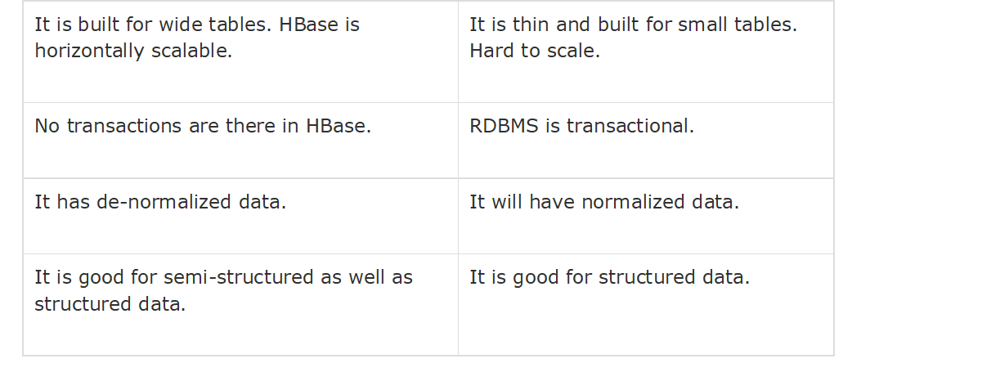 It is built for wide tables. HBase is
horizontally scalable.
It is thin and built for small tables.
Hard to scale.
No transactions are there in HBase.
RDBMS is transactional.
It has de-normalized data.
It will have normalized data.
It is good for semi-structured as well as
structured data.
It is good for structured data.